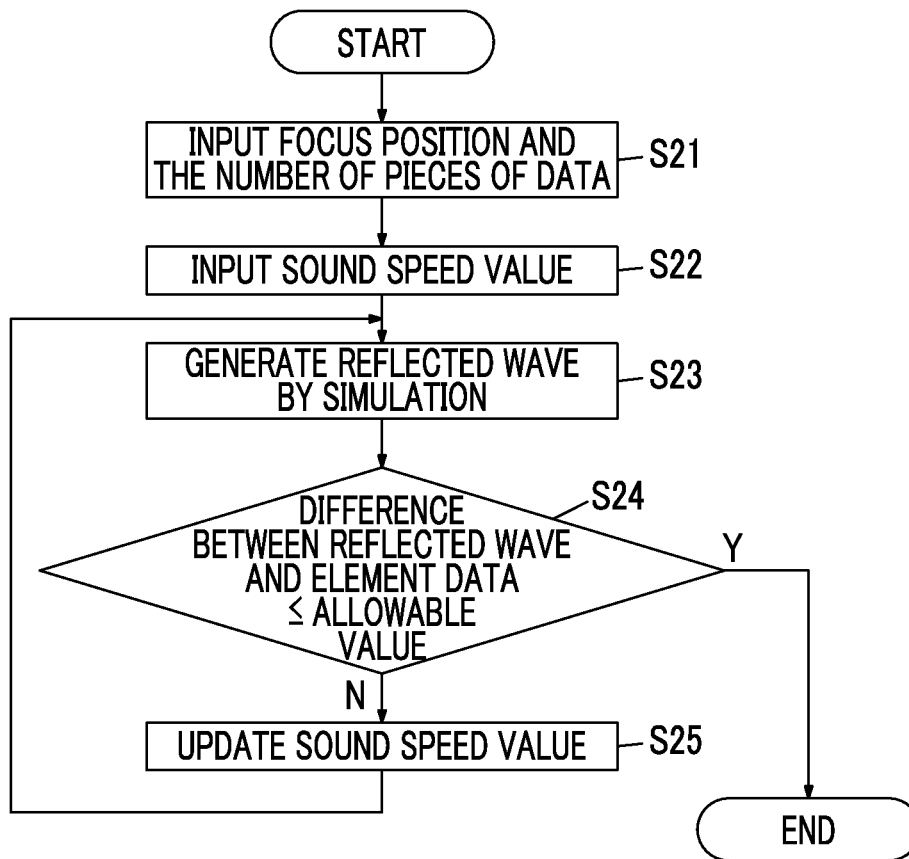 START
INPUT FOCUS POSITION AND
THE NUMBER OF PIECES OF DATA
S21
INPUT SOUND SPEED VALUE
S22
GENERATE REFLECTED WAVE
BY SIMULATION
S23
S24
DIFFERENCE
BETWEEN REFLECTED WAVE
AND ELEMENT DATA
≦ ALLOWABLE
VALUE
Y
N
UPDATE SOUND SPEED VALUE
S25
END